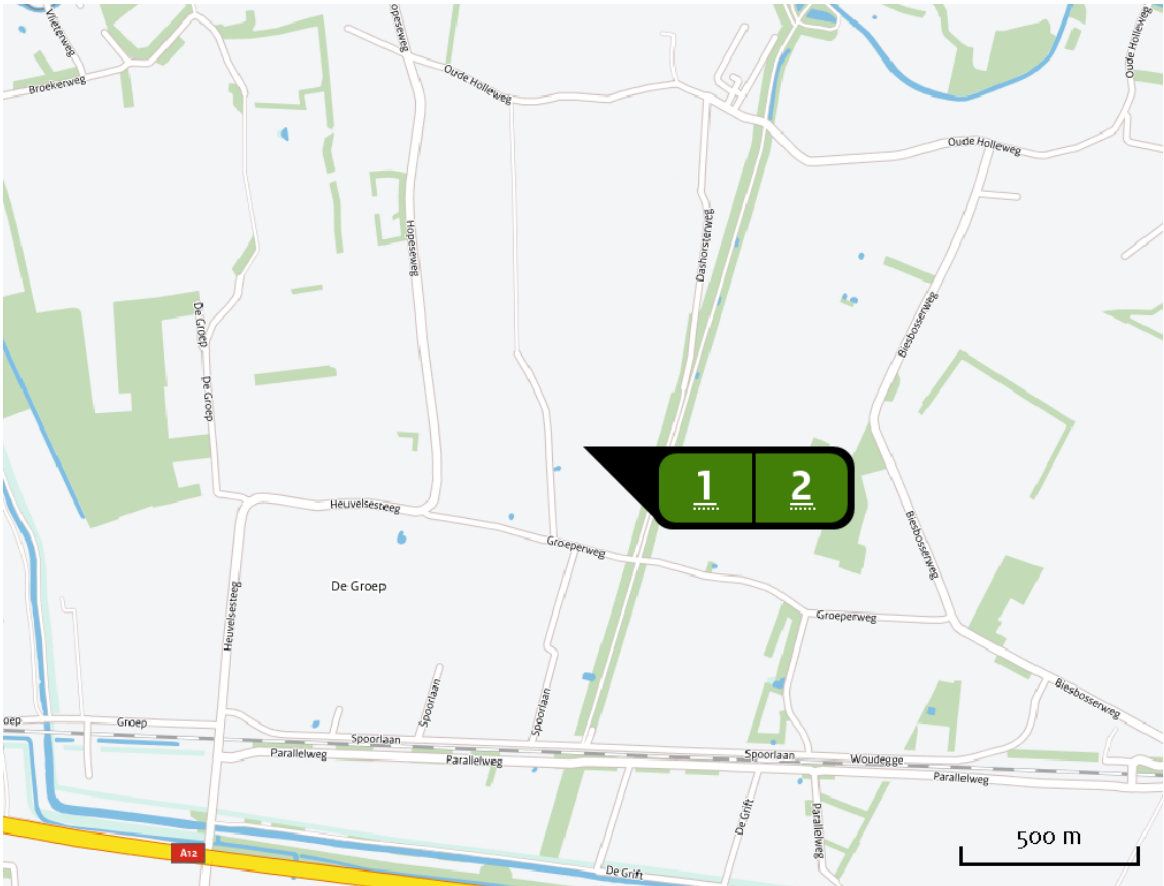 Vlieterweg
Hopeseweg
Oude Holleweg
Broekerweg
Oude Holleweg
Oude Holleweg
Hopeseweg
Dashorsterweg
De Groep
Biesbosserweg
De Groep
1 2
Heuvelsesteeg
Biesbosserweg
Groeperweg
De Groep
Heuvelsesteeg
Groeperweg
Spoorlaan
Spoorlaan
Biesbosserweg
oep
Groep
Spoorlaan
Spoorlaan
Woudegge
Parallelweg
Parallelweg
Parallelweg
De Grift
Parallelweg
500 m
A12
De Grift